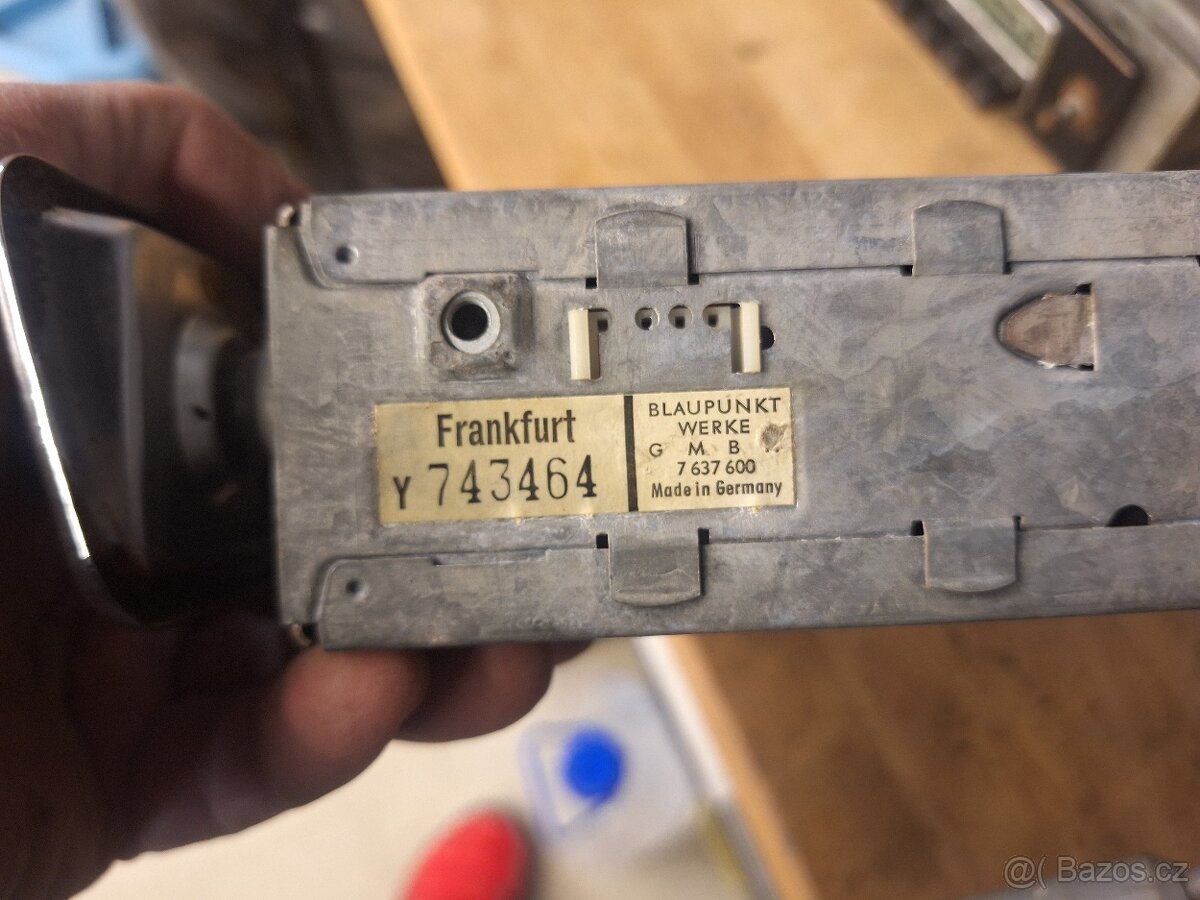 Frankfurt
Y 743464
BLAUPUNKT
WERKE
G M B
7 637 600
Made in Germany
@( Bazos.cz